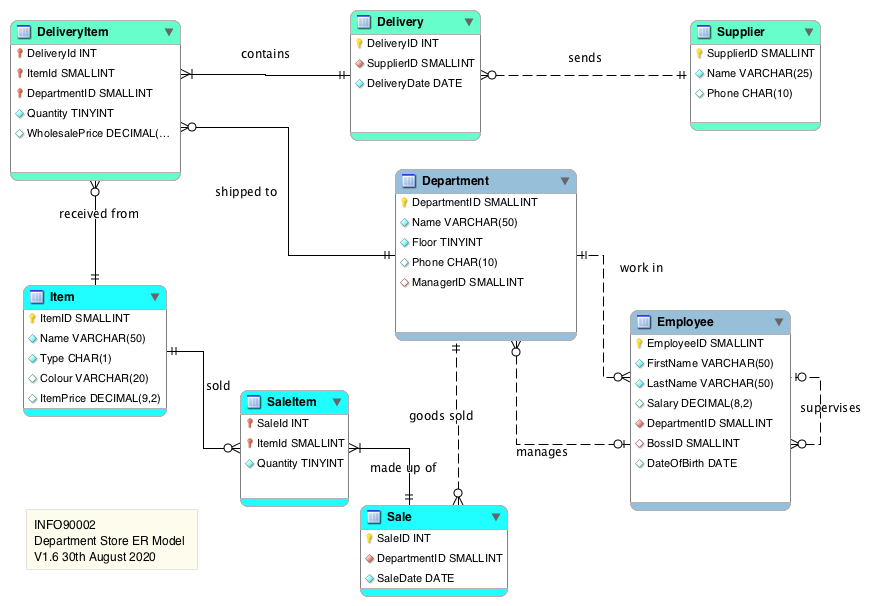 DeliveryItem
DeliveryId INT
ItemId SMALLINT
DepartmentID SMALLINT
Quantity TINYINT
WholesalePrice DECIMAL(...
contains
Delivery
DeliveryID INT
SupplierID SMALLINT
DeliveryDate DATE
sends
Supplier
SupplierID SMALLINT
Name VARCHAR(25)
Phone CHAR(10)
shipped to
received from
Department
DepartmentID SMALLINT
Name VARCHAR(50)
Floor TINYINT
Phone CHAR(10)
ManagerID SMALLINT
work in
Item
ItemID SMALLINT
Name VARCHAR(50)
Type CHAR(1)
Colour VARCHAR(20)
ItemPrice DECIMAL(9,2)
sold
Employee
EmployeeID SMALLINT
FirstName VARCHAR(50)
LastName VARCHAR(50)
Salary DECIMAL(8,2)
DepartmentID SMALLINT
BossID SMALLINT
DateOfBirth DATE
supervises
SaleItem
SaleId INT
ItemId SMALLINT
Quantity TINYINT
goods sold
manages
made up of
Sale
SaleID INT
DepartmentID SMALLINT
SaleDate DATE
INFO90002
Department Store ER Model
V1.6 30th August 2020